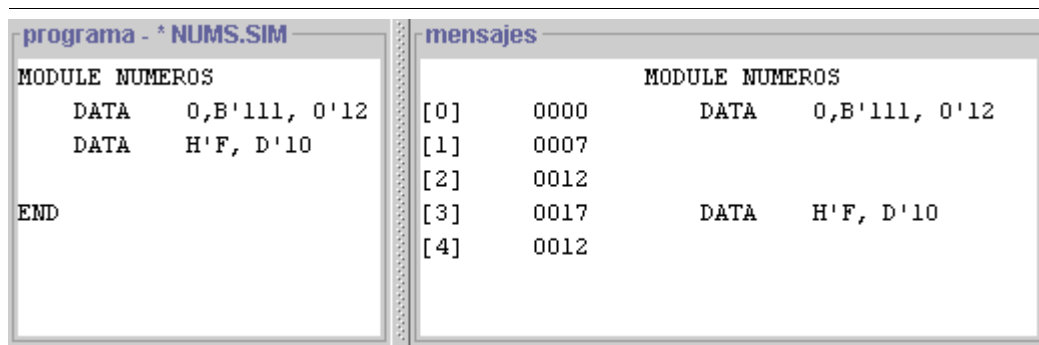 programa - * NUMS.SIM
MODULE NUMEROS
DATA 0,B'111, O'12
DATA H'F, D'10
END
mensajes
MODULE NUMEROS
[0] 0000 DATA 0,B'111, O'12
[1] 0007
[2] 0012
[3] 0017 DATA H'F, D'10
[4] 0012